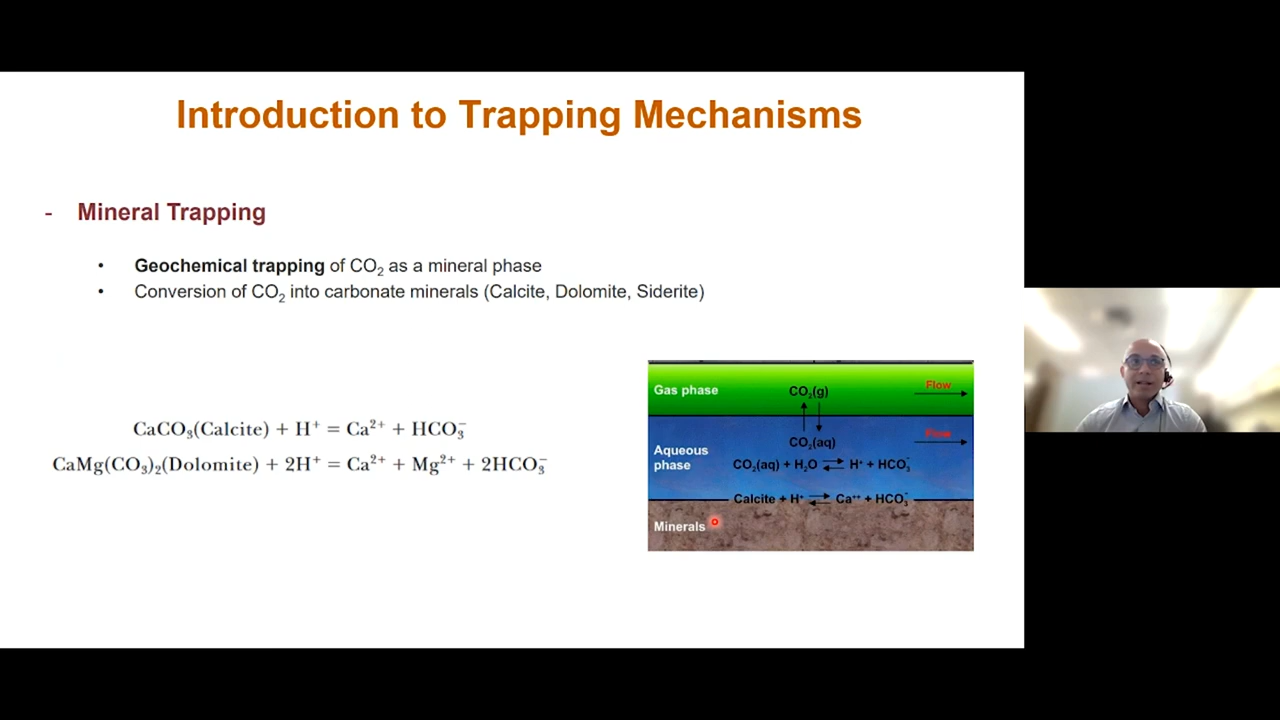 Introduction to Trapping Mechanisms
- Mineral Trapping
• Geochemical trapping of CO₂ as a mineral phase
• Conversion of CO₂ into carbonate minerals (Calcite, Dolomite, Siderite)
CaCO₃(Calcite) + H⁺ = Ca²⁺ + HCO₃⁻
CaMg(CO₃)₂(Dolomite) + 2H⁺ = Ca²⁺ + Mg²⁺ + 2HCO₃⁻
Gas phase CO₂(g) Flow
CO₂(aq) Flow
Aqueous phase
CO₂(aq) + H₂O ⇌ H⁺ + HCO₃⁻
Calcite + H⁺ ⇌ Ca⁺⁺ + HCO₃⁻
Minerals